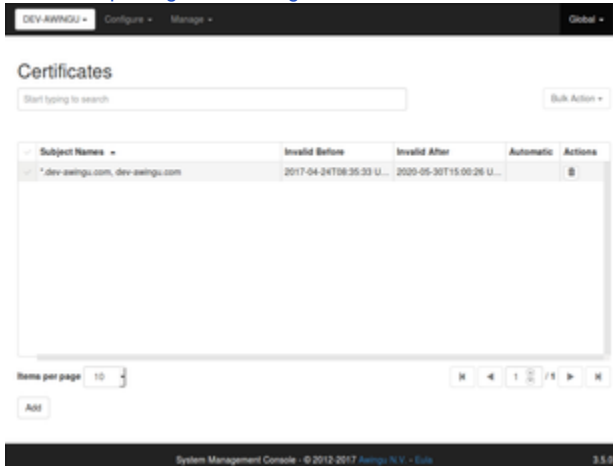 DEV-AWINGU
Configure
Manage
Global
Certificates
Start typing to search
Bulk Action
Subject Names
Invalid Before
Invalid After
Automatic
Actions
*.dev-awingu.com, dev-awingu.com
2017-04-24T08:35:33 U...
2020-05-30T15:00:26 U...
Items per page
10
1
/ 1
Add
System Management Console - © 2012-2017 Awingu N.V. - Eula
3.5.0